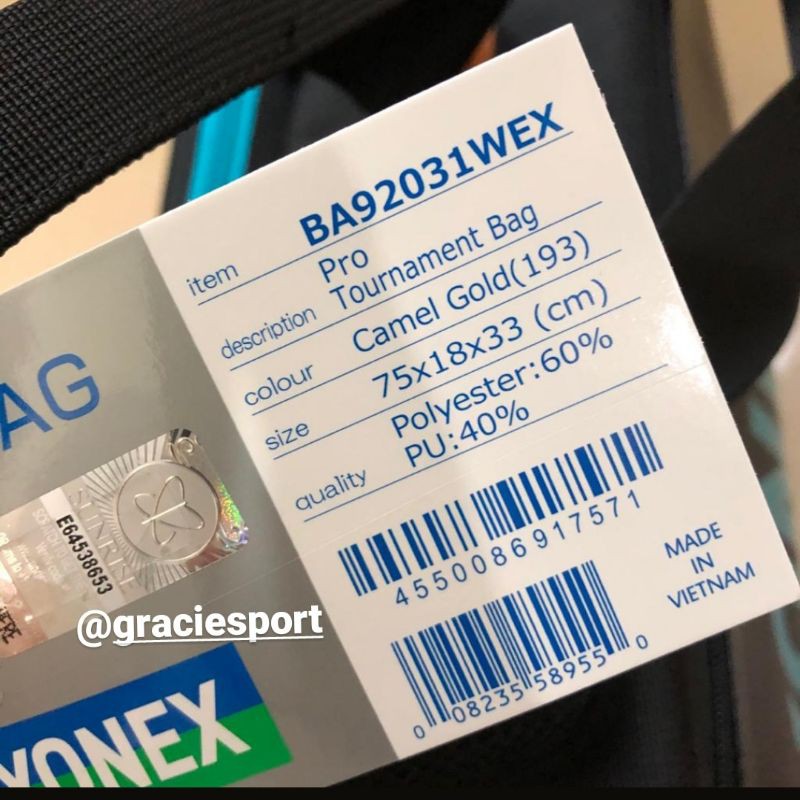 item BA92031WEX
description Pro
Tournament Bag
colour Camel Gold(193)
size 75x18x33 (cm)
quality Polyester:60%
PU:40%
4550086917571
0 08235 58955 0
MADE
IN
VIETNAM
AG
SUNRISE
E64538653
@graciesport
YONEX